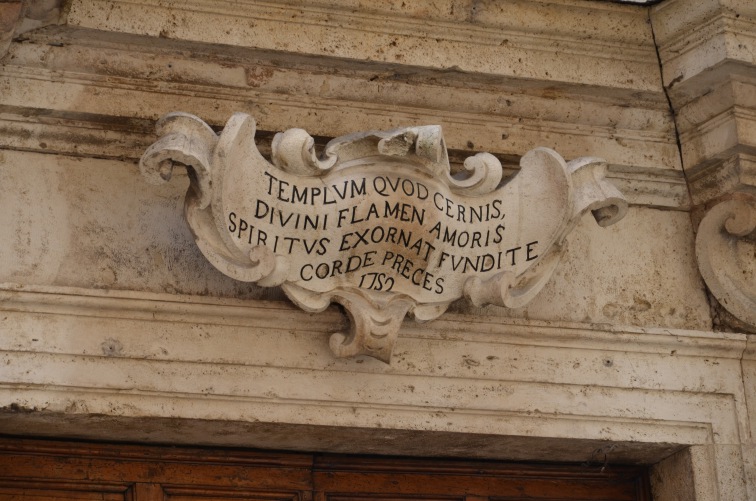 TEMPLVM QVOD CERNIS,
DIVINI FLAMEN AMORIS
SPIRITVS EXORNAT, FVNDITE
CORDE PRECES
1752